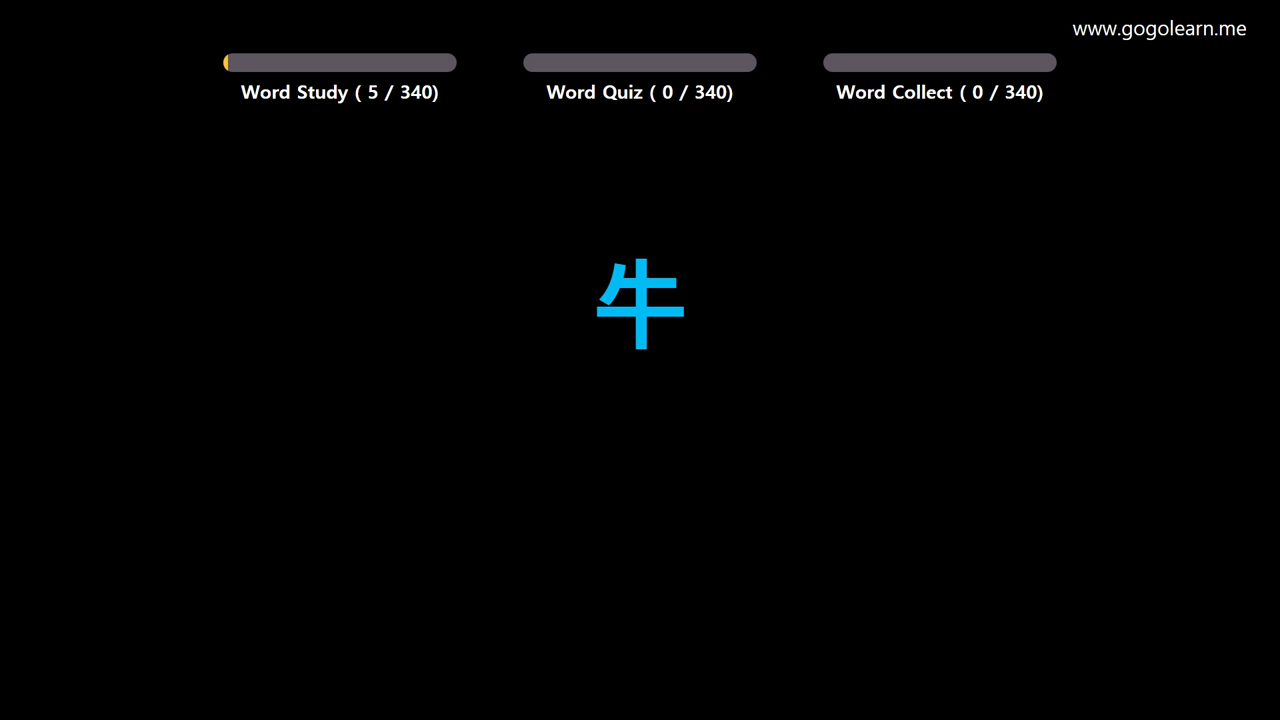 www.gogolearn.me
Word Study ( 5 / 340)
Word Quiz ( 0 / 340)
Word Collect ( 0 / 340)
牛